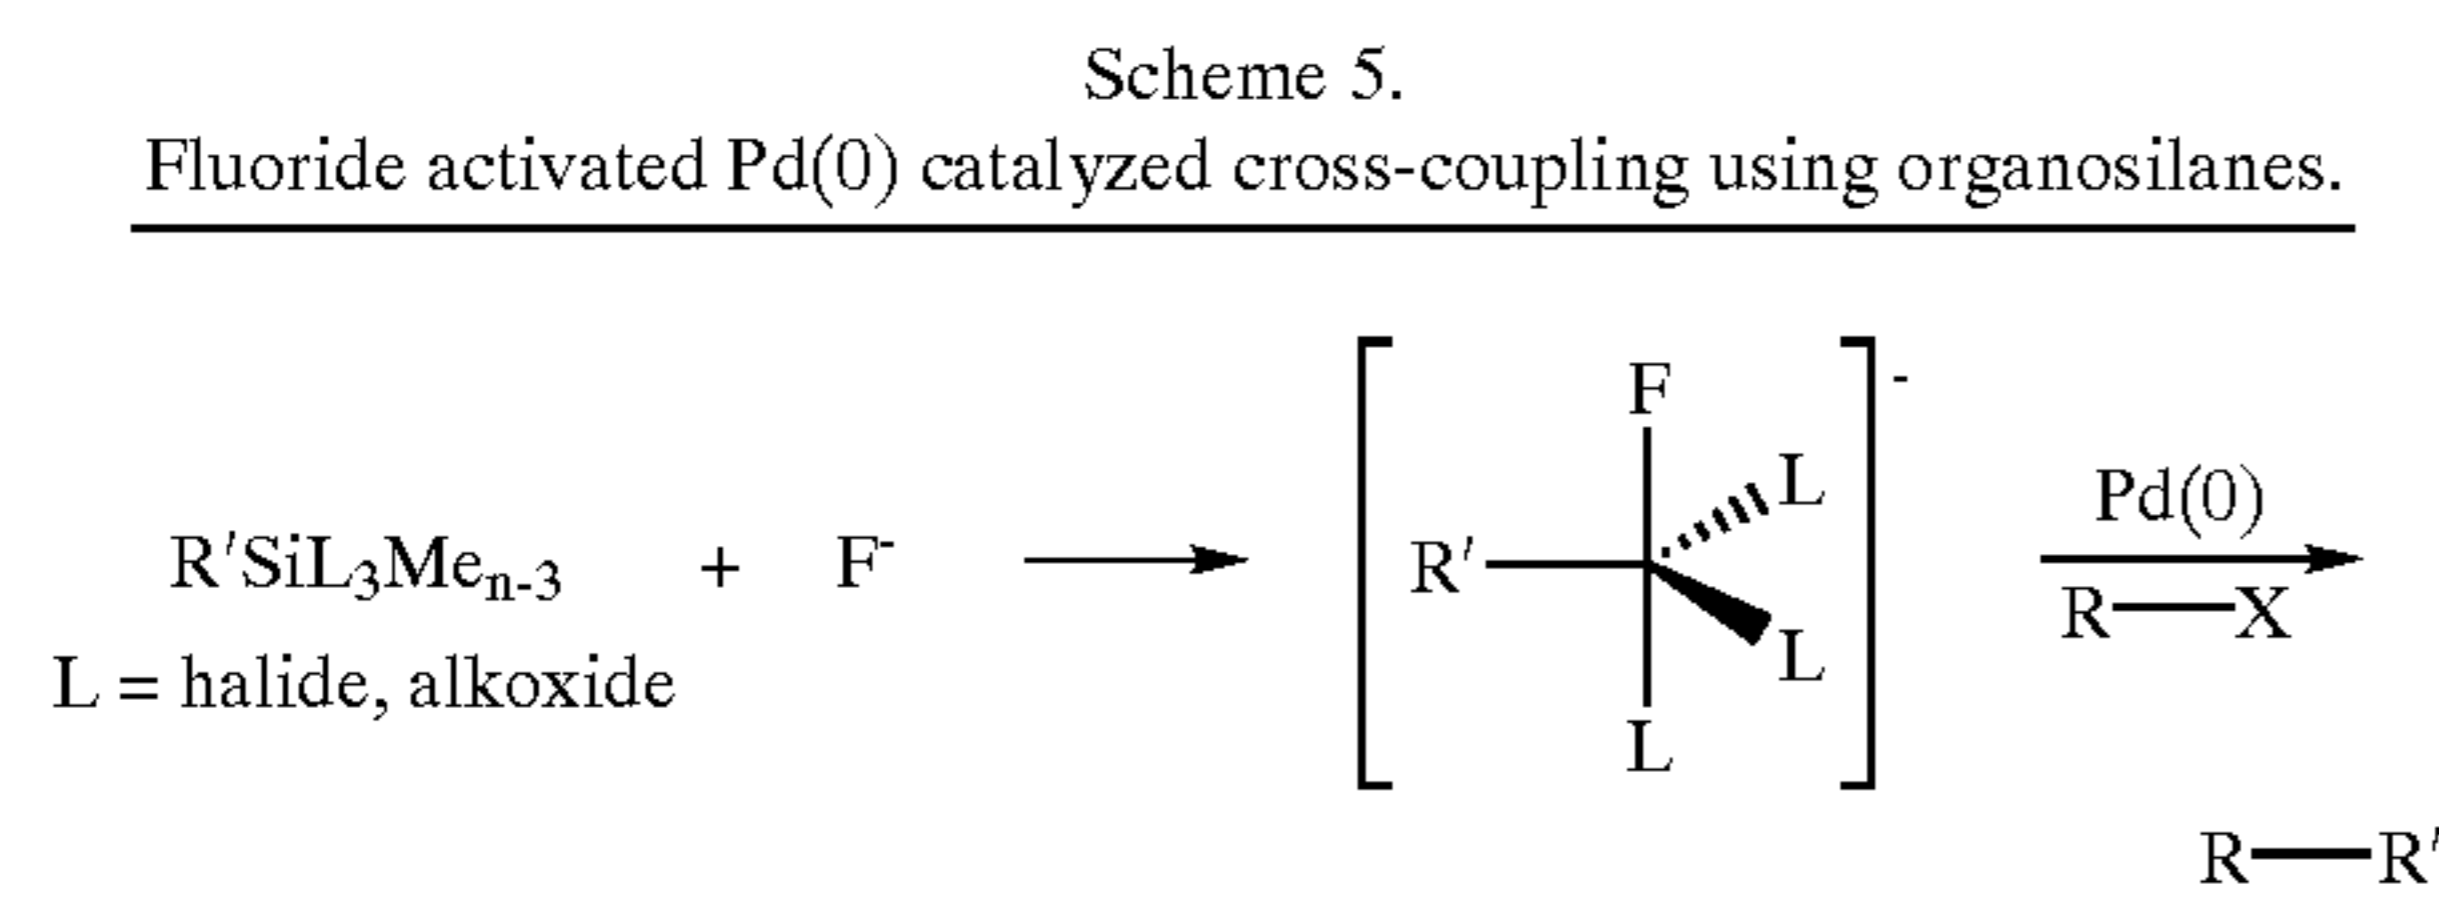 Scheme 5.
Fluoride activated Pd(0) catalyzed cross-coupling using organosilanes.
F
-
L
Pd(0)
R'SiL₃Meₙ₋₃ + F⁻
R'
R—X
L
L = halide, alkoxide
L
R—R'